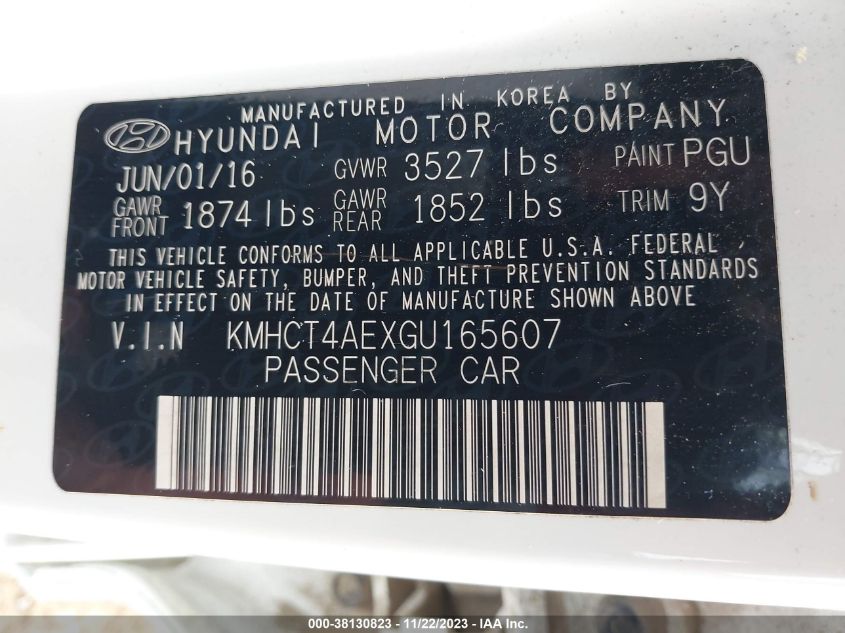 MANUFACTURED IN KOREA BY
HYUNDAI MOTOR COMPANY
JUN/01/16 GVWR 3527 lbs PAINT PGU
GAWR FRONT 1874 lbs GAWR REAR 1852 lbs TRIM 9Y
THIS VEHICLE CONFORMS TO ALL APPLICABLE U.S.A. FEDERAL
MOTOR VEHICLE SAFETY, BUMPER, AND THEFT PREVENTION STANDARDS
IN EFFECT ON THE DATE OF MANUFACTURE SHOWN ABOVE
V.I.N KMHCT4AEXGU165607
PASSENGER CAR
000-38130823 - 11/22/2023 - IAA Inc.